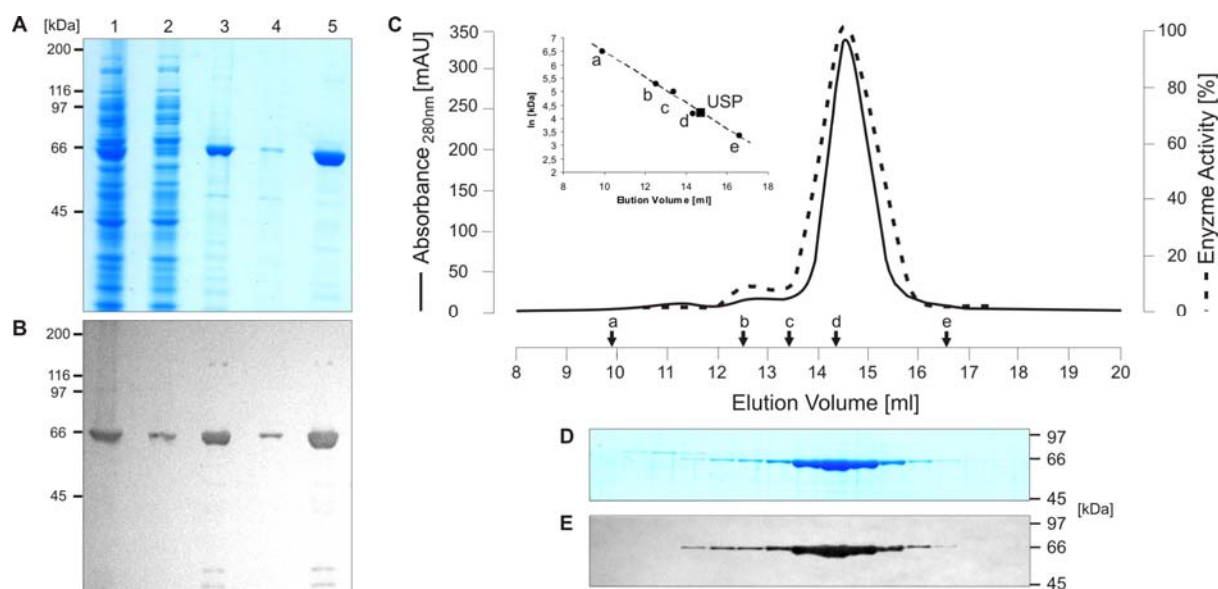 A
[kDa] 1 2 3 4 5
200
116
97
66
45
B
200
116
97
66
45
C
Absorbance 280nm [mAU]
350
300
250
200
150
100
50
0
ln [kDa]
7
6,5
6
5,5
5
4,5
4
3,5
3
2,5
2
a
b
c
d
USP
e
8 10 12 14 16 18
Elution Volume [ml]
100
80
60
40
20
0
Enyzme Activity [%]
a b c d e
8 9 10 11 12 13 14 15 16 17 18 19 20
Elution Volume [ml]
D
97
66
45
[kDa]
E
97
66
45